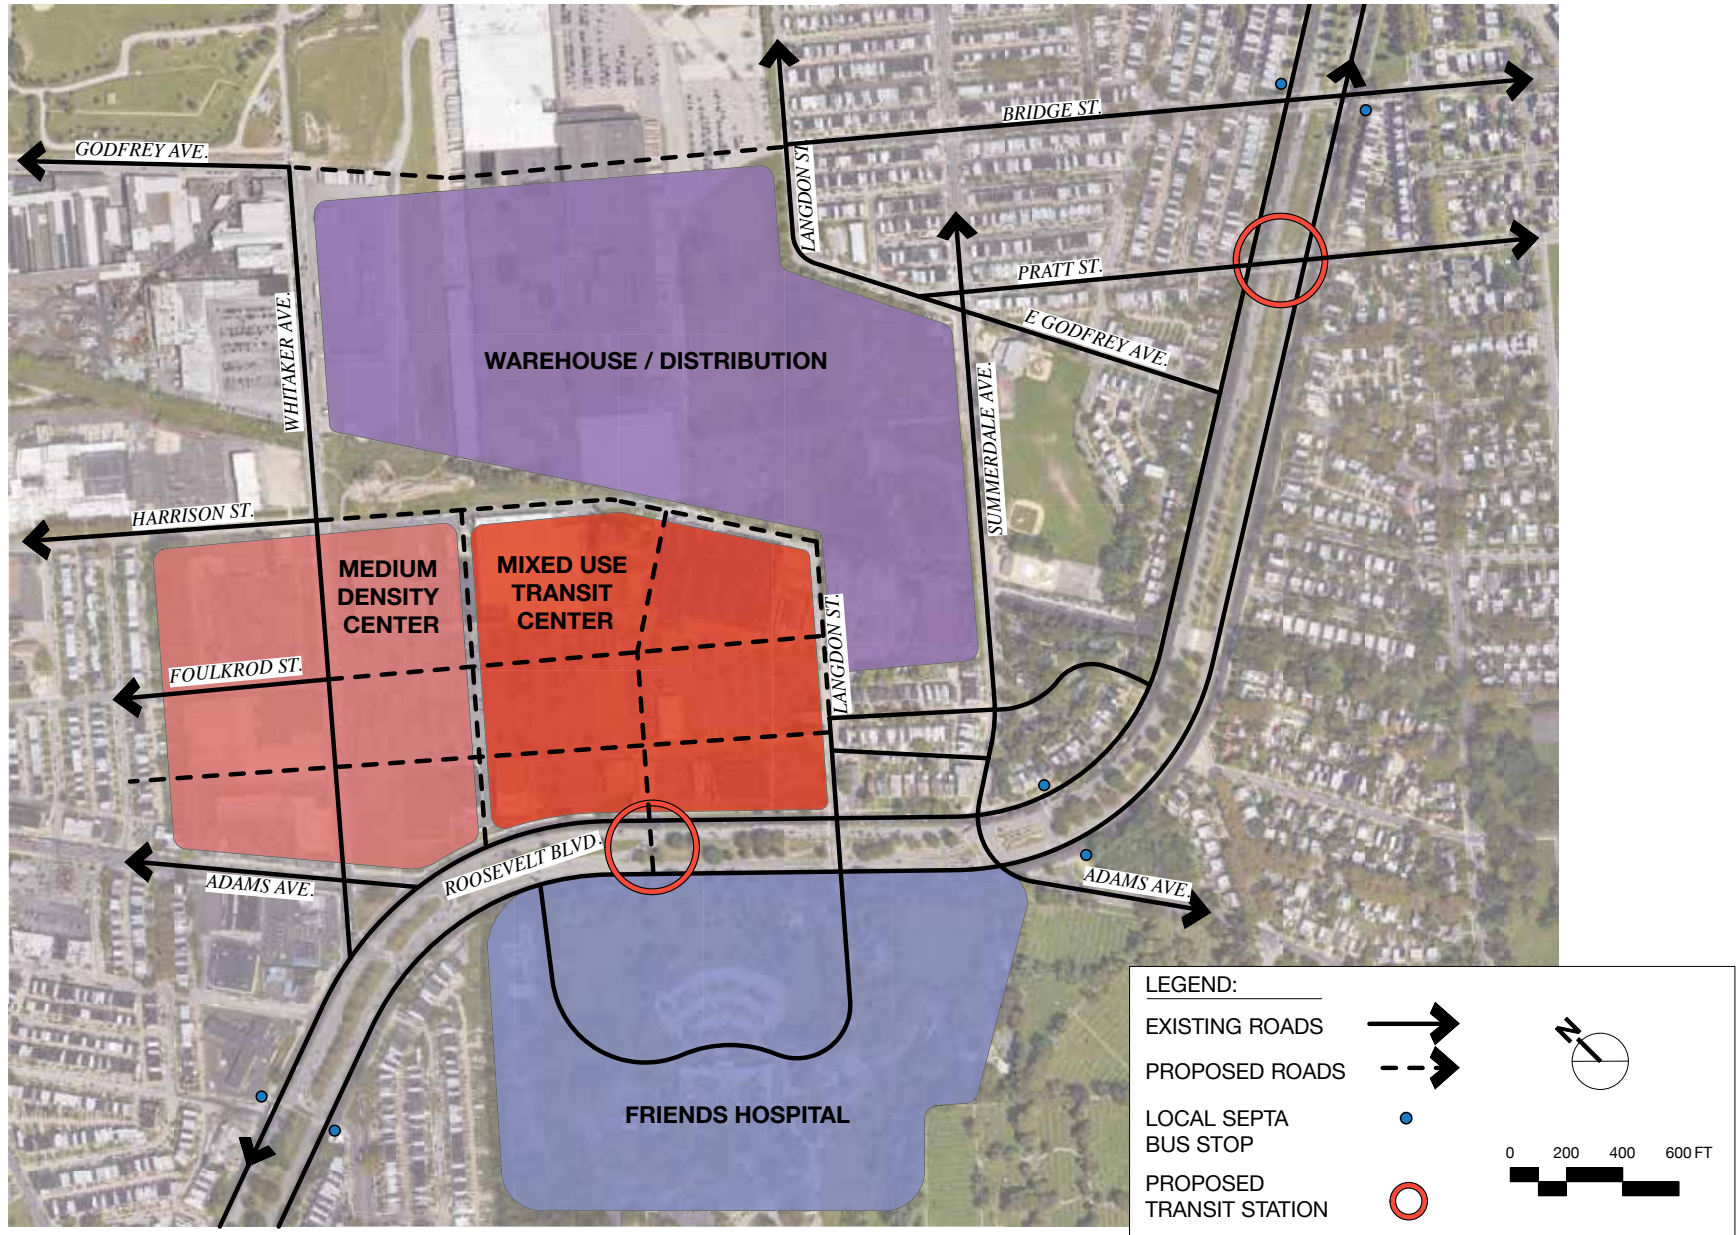 BRIDGE ST.
GODFREY AVE.
LANGDON ST.
PRATT ST.
E GODFREY AVE.
WHITAKER AVE.
WAREHOUSE / DISTRIBUTION
SUMMERDALE AVE.
HARRISON ST.
MEDIUM
DENSITY
CENTER
MIXED USE
TRANSIT
CENTER
LANGDON ST.
FOULKROD ST.
ROOSEVELT BLVD.
ADAMS AVE.
ADAMS AVE.
FRIENDS HOSPITAL
LEGEND:
EXISTING ROADS
PROPOSED ROADS
LOCAL SEPTA
BUS STOP
PROPOSED
TRANSIT STATION
N
0 200 400 600 FT